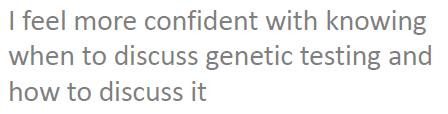 I feel more confident with knowing
when to discuss genetic testing and
how to discuss it